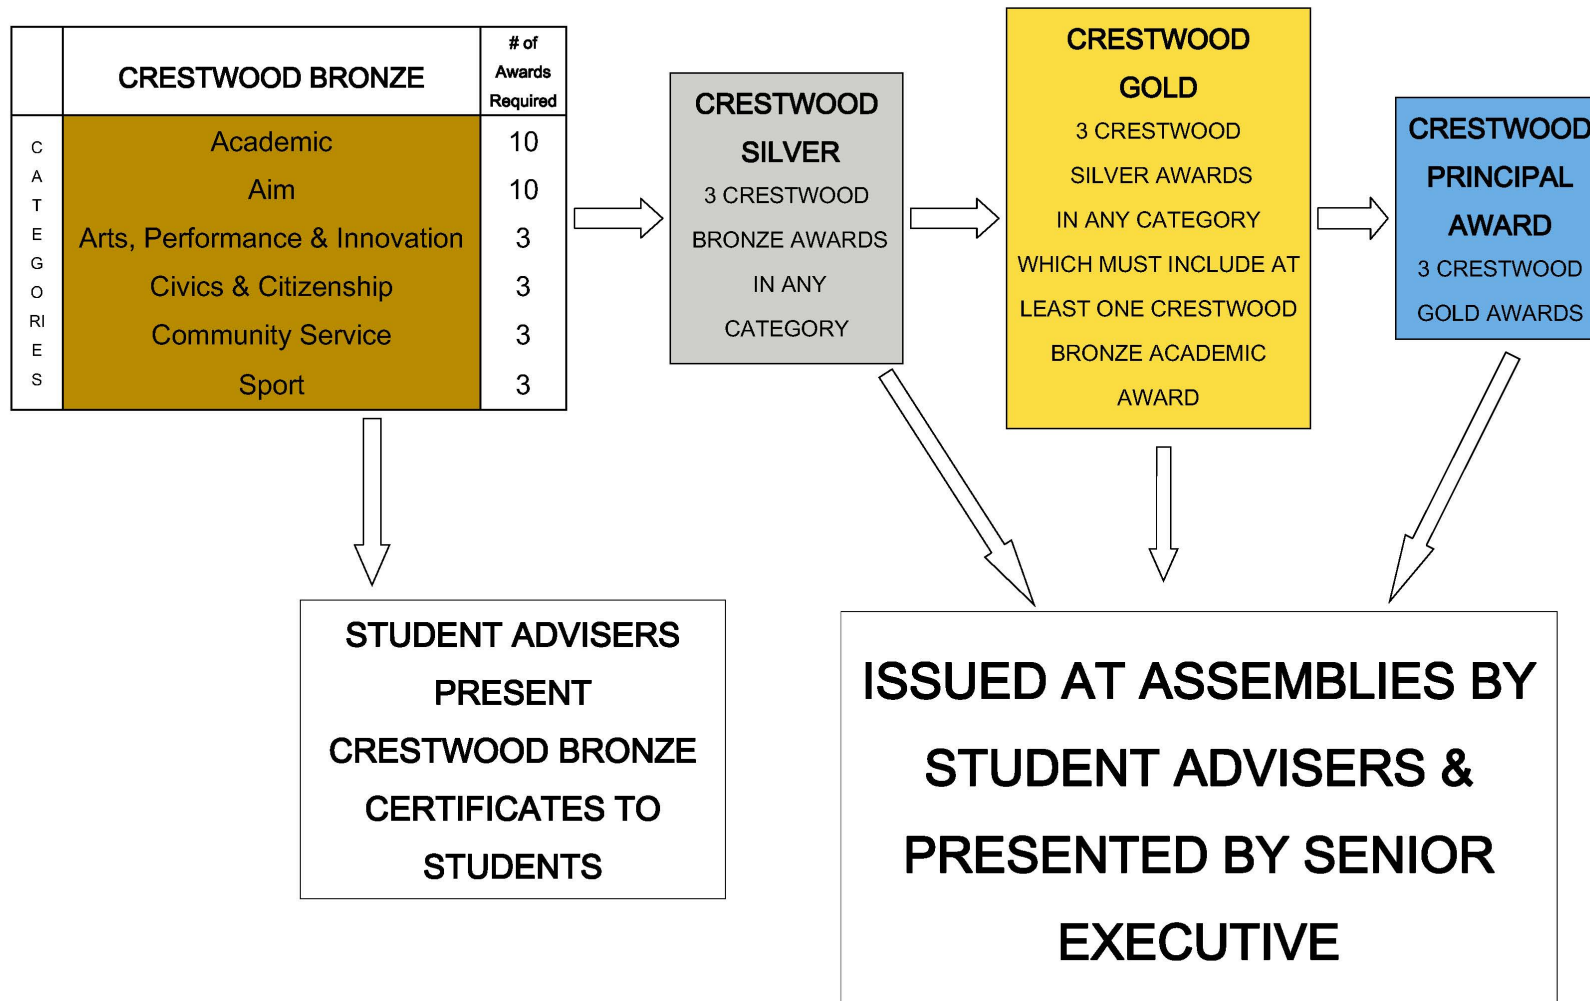 CRESTWOOD BRONZE
# of
Awards
Required
C
A
T
E
G
O
RI
E
S
Academic 10
Aim 10
Arts, Performance & Innovation 3
Civics & Citizenship 3
Community Service 3
Sport 3
CRESTWOOD
SILVER
3 CRESTWOOD
BRONZE AWARDS
IN ANY
CATEGORY
CRESTWOOD
GOLD
3 CRESTWOOD
SILVER AWARDS
IN ANY CATEGORY
WHICH MUST INCLUDE AT
LEAST ONE CRESTWOOD
BRONZE ACADEMIC
AWARD
CRESTWOOD
PRINCIPAL
AWARD
3 CRESTWOOD
GOLD AWARDS
STUDENT ADVISERS
PRESENT
CRESTWOOD BRONZE
CERTIFICATES TO
STUDENTS
ISSUED AT ASSEMBLIES BY
STUDENT ADVISERS &
PRESENTED BY SENIOR
EXECUTIVE